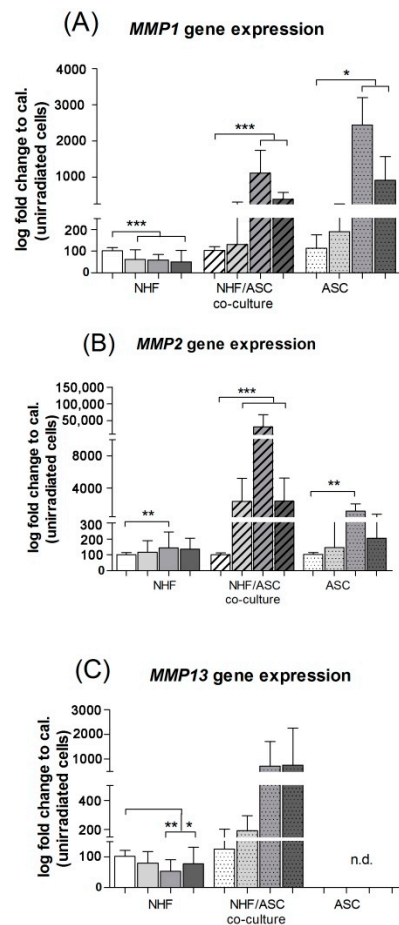 (A)
MMP1 gene expression
log fold change to cal.
(unirradiated cells)
4000
3000
2000
1000
200
100
0
***
***
*
NHF
NHF/ASC
co-culture
ASC
(B)
MMP2 gene expression
log fold change to cal.
(unirradiated cells)
150,000
100,000
50,000
8000
4000
300
200
100
0
**
***
**
NHF
NHF/ASC
co-culture
ASC
(C)
MMP13 gene expression
log fold change to cal.
(unirradiated cells)
3000
2000
1000
400
200
100
0
** *
n.d.
NHF
NHF/ASC
co-culture
ASC